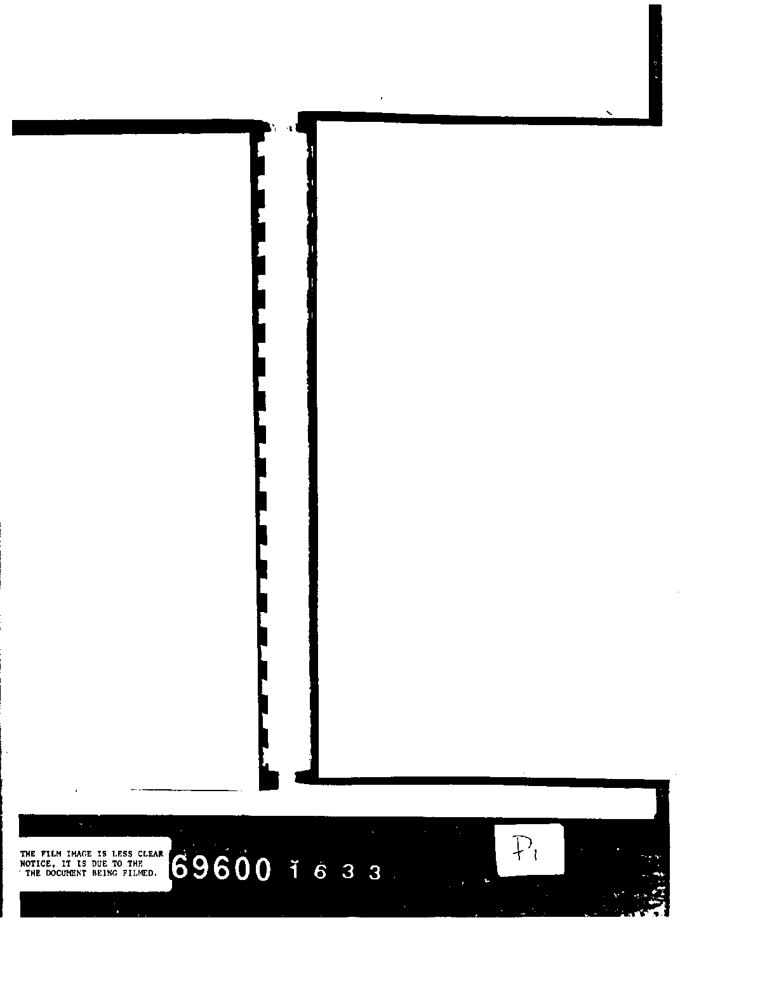 THE FILM IMAGE IS LESS CLEAR
NOTICE, IT IS DUE TO THE
THE DOCUMENT BEING FILMED.
69600 1 6 3 3
P1